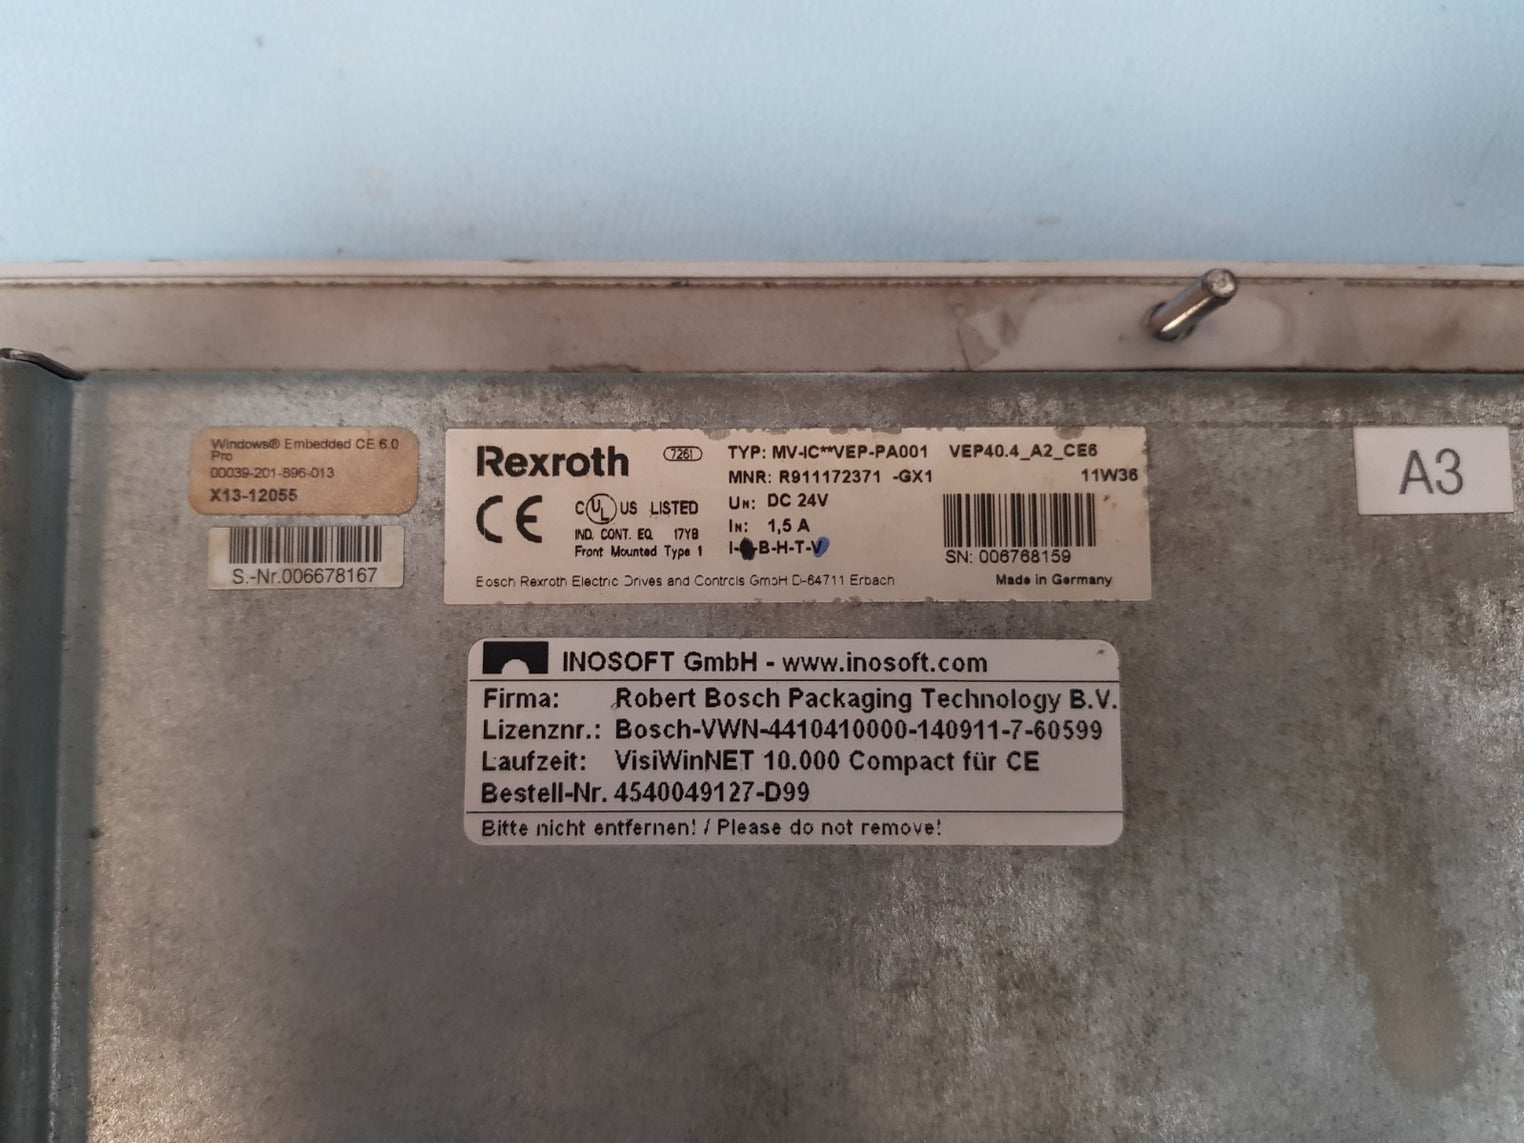 Windows® Embedded CE 6.0
Pro
00039-201-896-013
X13-12055
S.-Nr.006678167
Rexroth
7261
TYP: MV-IC**VEP-PA001 VEP40.4_A2_CE6
MNR: R911172371 -GX1 11W36
CE
C UL US LISTED
IND. CONT. EQ. 17YB
Front Mounted Type 1
UN: DC 24V
IN: 1,5 A
B-H-T-V
SN: 006768159
Bosch Rexroth Electric Drives and Controls GmbH D-64711 Erbach
Made in Germany
A3
INOSOFT GmbH - www.inosoft.com
Firma: Robert Bosch Packaging Technology B.V.
Lizenznr.: Bosch-VWN-4410410000-140911-7-60599
Laufzeit: VisiWinNET 10.000 Compact für CE
Bestell-Nr. 4540049127-D99
Bitte nicht entfernen! / Please do not remove!